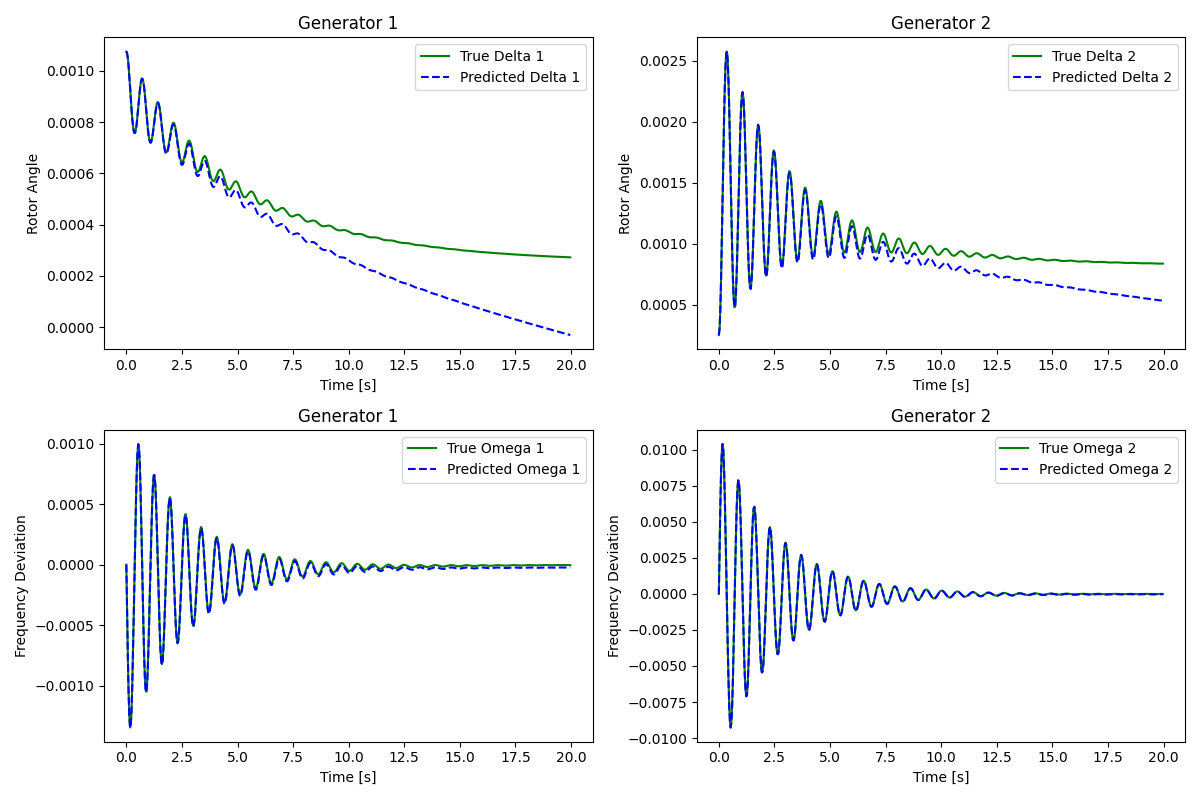 Generator 1
True Delta 1
Predicted Delta 1
0.0010
0.0008
0.0006
0.0004
0.0002
0.0000
Rotor Angle
0.0 2.5 5.0 7.5 10.0 12.5 15.0 17.5 20.0
Time [s]
Generator 2
True Delta 2
Predicted Delta 2
0.0025
0.0020
0.0015
0.0010
0.0005
Rotor Angle
0.0 2.5 5.0 7.5 10.0 12.5 15.0 17.5 20.0
Time [s]
Generator 1
True Omega 1
Predicted Omega 1
0.0010
0.0005
0.0000
−0.0005
−0.0010
Frequency Deviation
0.0 2.5 5.0 7.5 10.0 12.5 15.0 17.5 20.0
Time [s]
Generator 2
True Omega 2
Predicted Omega 2
0.0100
0.0075
0.0050
0.0025
0.0000
−0.0025
−0.0050
−0.0075
−0.0100
Frequency Deviation
0.0 2.5 5.0 7.5 10.0 12.5 15.0 17.5 20.0
Time [s]